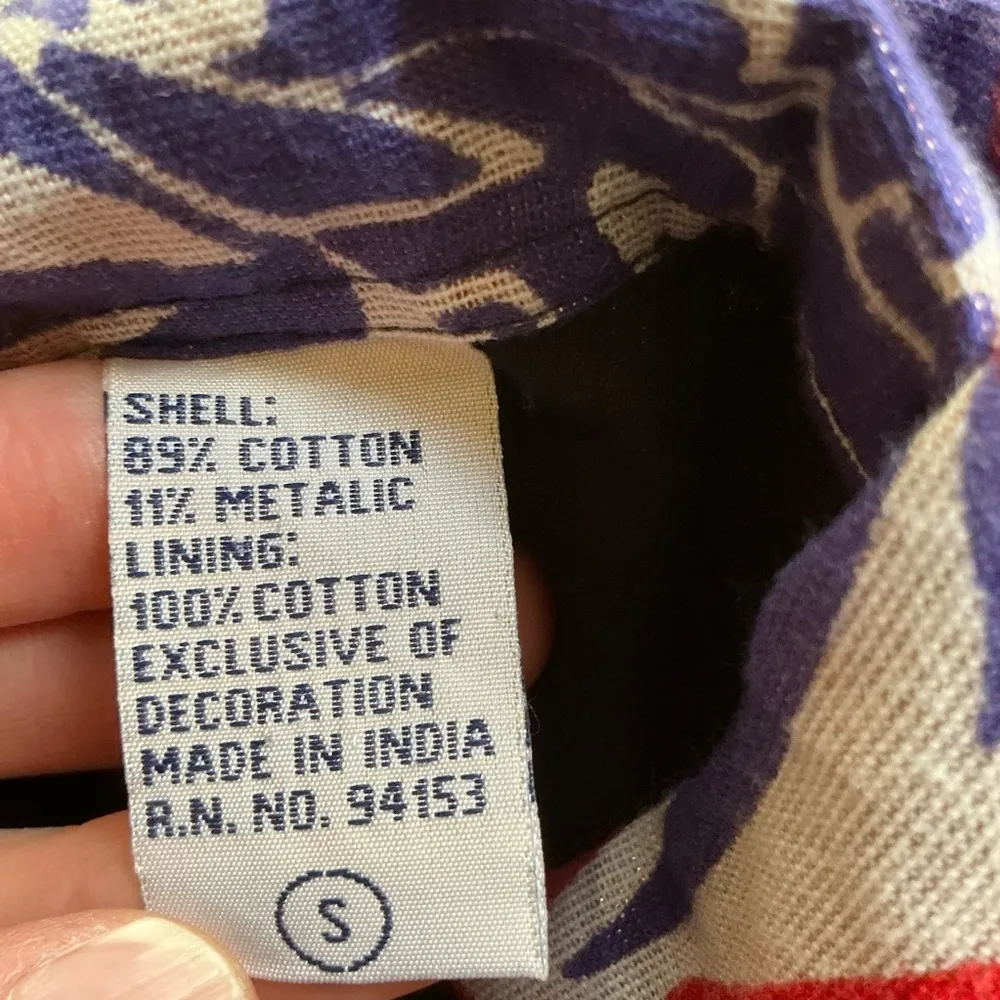 SHELL:
89% COTTON
11% METALIC
LINING:
100% COTTON
EXCLUSIVE OF
DECORATION
MADE IN INDIA
R.N. NO. 94153
S